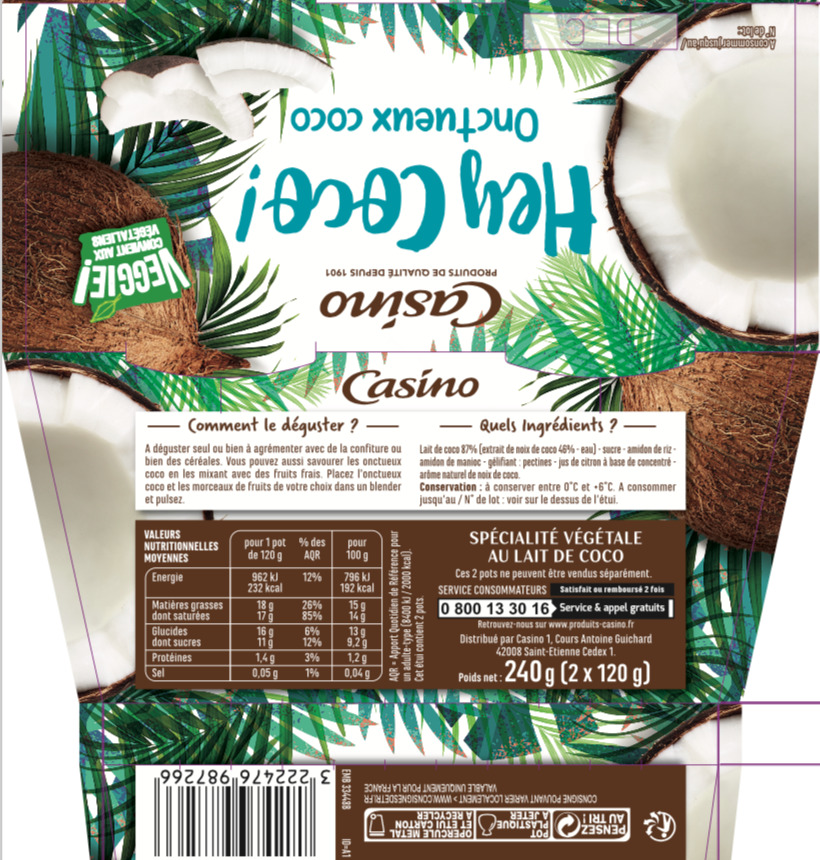 DLC
A consommer jusqu'au /
N° de lot :
Casino
PRODUITS DE QUALITÉ DEPUIS 1901
Hey Coco !
Onctueux coco
VEGGIE !
CONVIENT AUX
VÉGÉTALIENS
Casino
Comment le déguster ?
A déguster seul ou bien à agrémenter avec de la confiture ou
bien des céréales. Vous pouvez aussi savourer les onctueux
coco en les mixant avec des fruits frais. Placez l'onctueux
coco et les morceaux de fruits de votre choix dans un blender
et pulsez.
Quels Ingrédients ?
Lait de coco 87% (extrait de noix de coco 46% - eau) - sucre - amidon de riz -
amidon de manioc - gélifiant : pectines - jus de citron à base de concentré -
arôme naturel de noix de coco.
Conservation : à conserver entre 0°C et +6°C. A consommer
jusqu'au / N° de lot : voir sur le dessus de l'étui.
VALEURS
NUTRITIONNELLES
MOYENNES
pour 1 pot
de 120 g
% des
AQR
pour
100 g
Energie
962 kJ 12% 796 kJ
232 kcal 192 kcal
Matières grasses 18 g 26% 15 g
dont saturées 17 g 85% 14 g
Glucides 16 g 6% 13 g
dont sucres 11 g 12% 9,2 g
Protéines 1,4 g 3% 1,2 g
Sel 0,05 g 1% 0,04 g
AQR = Apport Quotidien de Référence pour
un adulte-type (8400 kJ / 2000 kcal).
Cet étui contient 2 pots.
SPÉCIALITÉ VÉGÉTALE
AU LAIT DE COCO
Ces 2 pots ne peuvent être vendus séparément.
SERVICE CONSOMMATEURS Satisfait ou remboursé 2 fois
0 800 13 30 16 Service & appel gratuits
Retrouvez-nous sur www.produits-casino.fr
Distribué par Casino 1, Cours Antoine Guichard
42008 Saint-Etienne Cedex 1.
Poids net : 240 g (2 x 120 g)
3 222476 987266
EMB 33448B
ID=A1
PENSEZ
AU TRI !
POT
PLASTIQUE
À JETER
OPERCULE MÉTAL
ET ÉTUI CARTON
À RECYCLER
CONSIGNE POUVANT VARIER LOCALEMENT > WWW.CONSIGNESDETRI.FR
VALABLE UNIQUEMENT POUR LA FRANCE